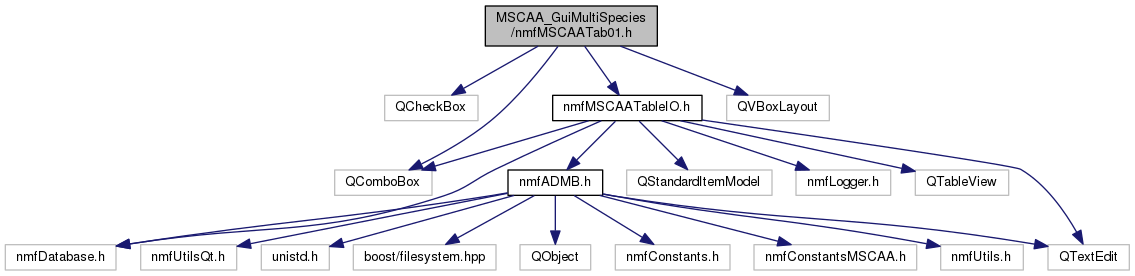 MSCAA_GuiMultiSpecies
/nmfMSCAATab01.h
QCheckBox
nmfMSCAATableIO.h
QVBoxLayout
QComboBox
nmfADMB.h
QStandardItemModel
nmfLogger.h
QTableView
nmfDatabase.h
nmfUtilsQt.h
unistd.h
boost/filesystem.hpp
QObject
nmfConstants.h
nmfConstantsMSCAA.h
nmfUtils.h
QTextEdit